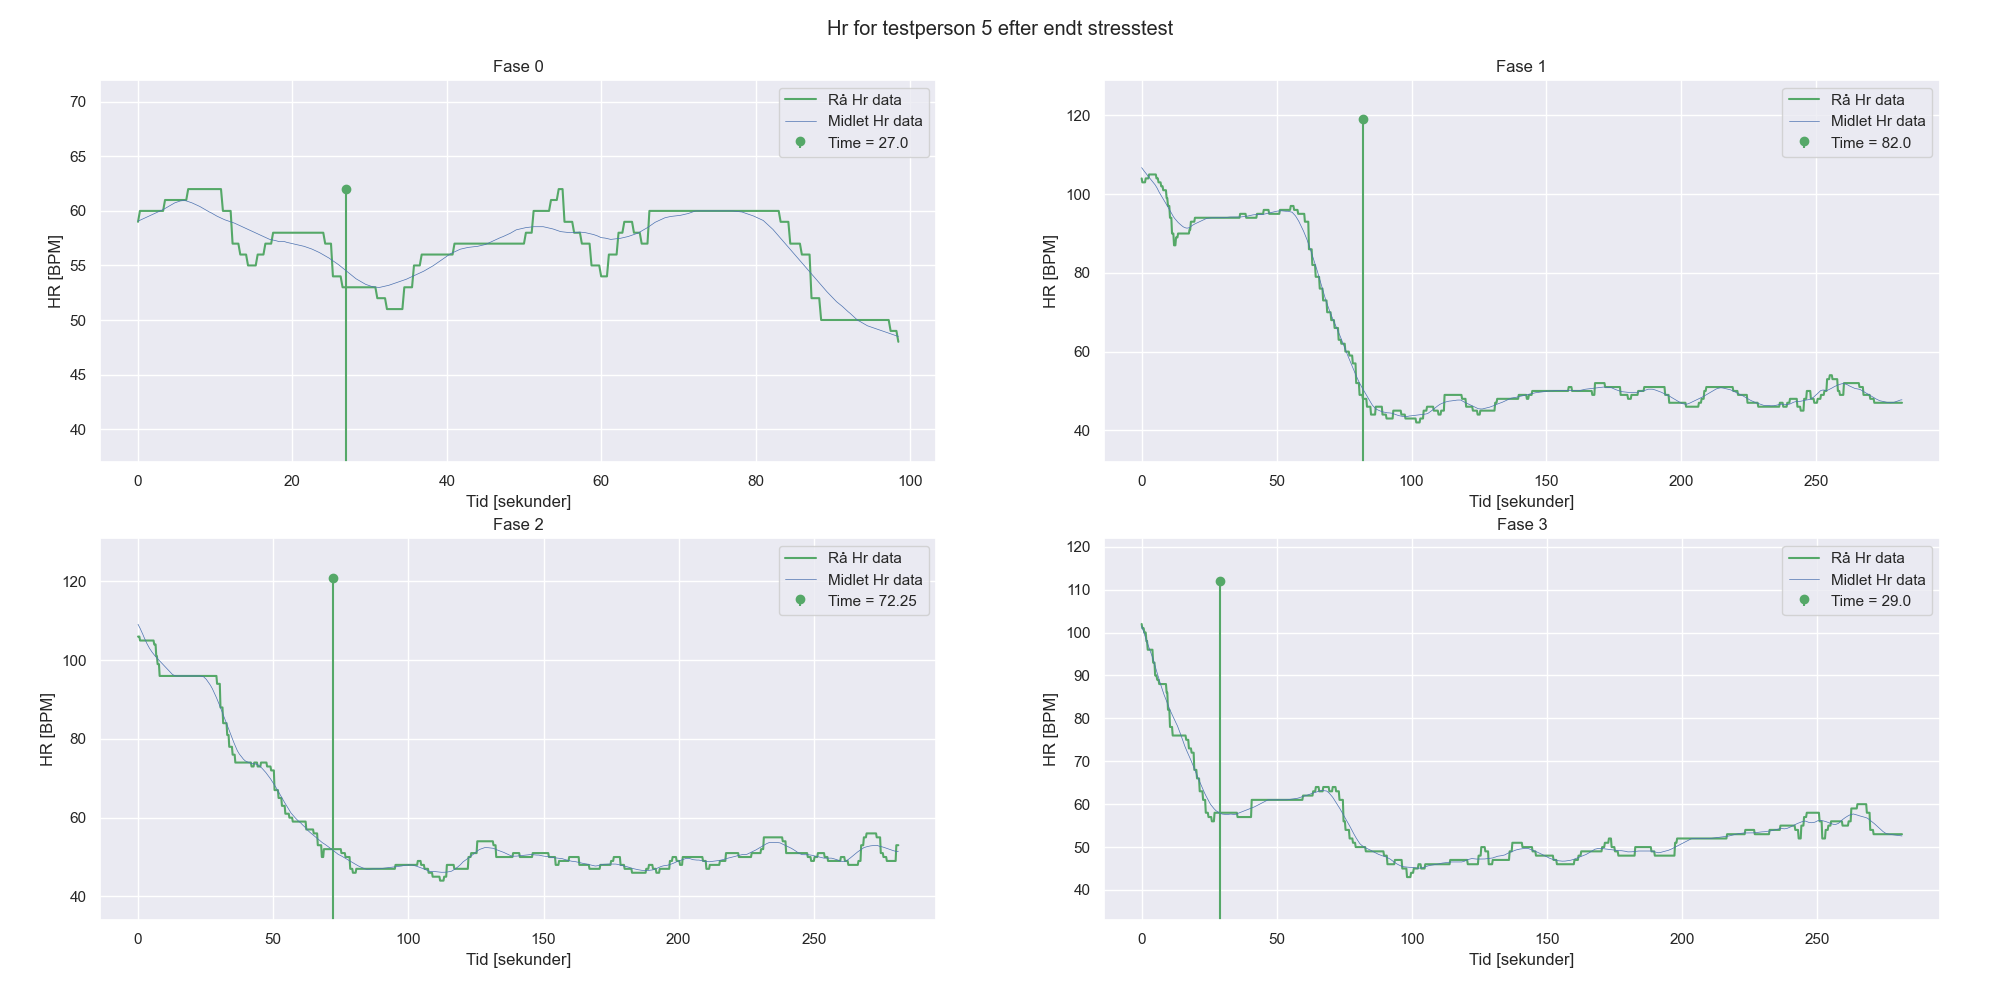 Hr for testperson 5 efter endt stresstest
Fase 0
70
65
60
55
50
45
40
HR [BPM]
Rå Hr data
Midlet Hr data
Time = 27.0
0 20 40 60 80 100
Tid [sekunder]
Fase 1
120
100
80
60
40
HR [BPM]
Rå Hr data
Midlet Hr data
Time = 82.0
0 50 100 150 200 250
Tid [sekunder]
Fase 2
120
100
80
60
40
HR [BPM]
Rå Hr data
Midlet Hr data
Time = 72.25
0 50 100 150 200 250
Tid [sekunder]
Fase 3
120
110
100
90
80
70
60
50
40
HR [BPM]
Rå Hr data
Midlet Hr data
Time = 29.0
0 50 100 150 200 250
Tid [sekunder]